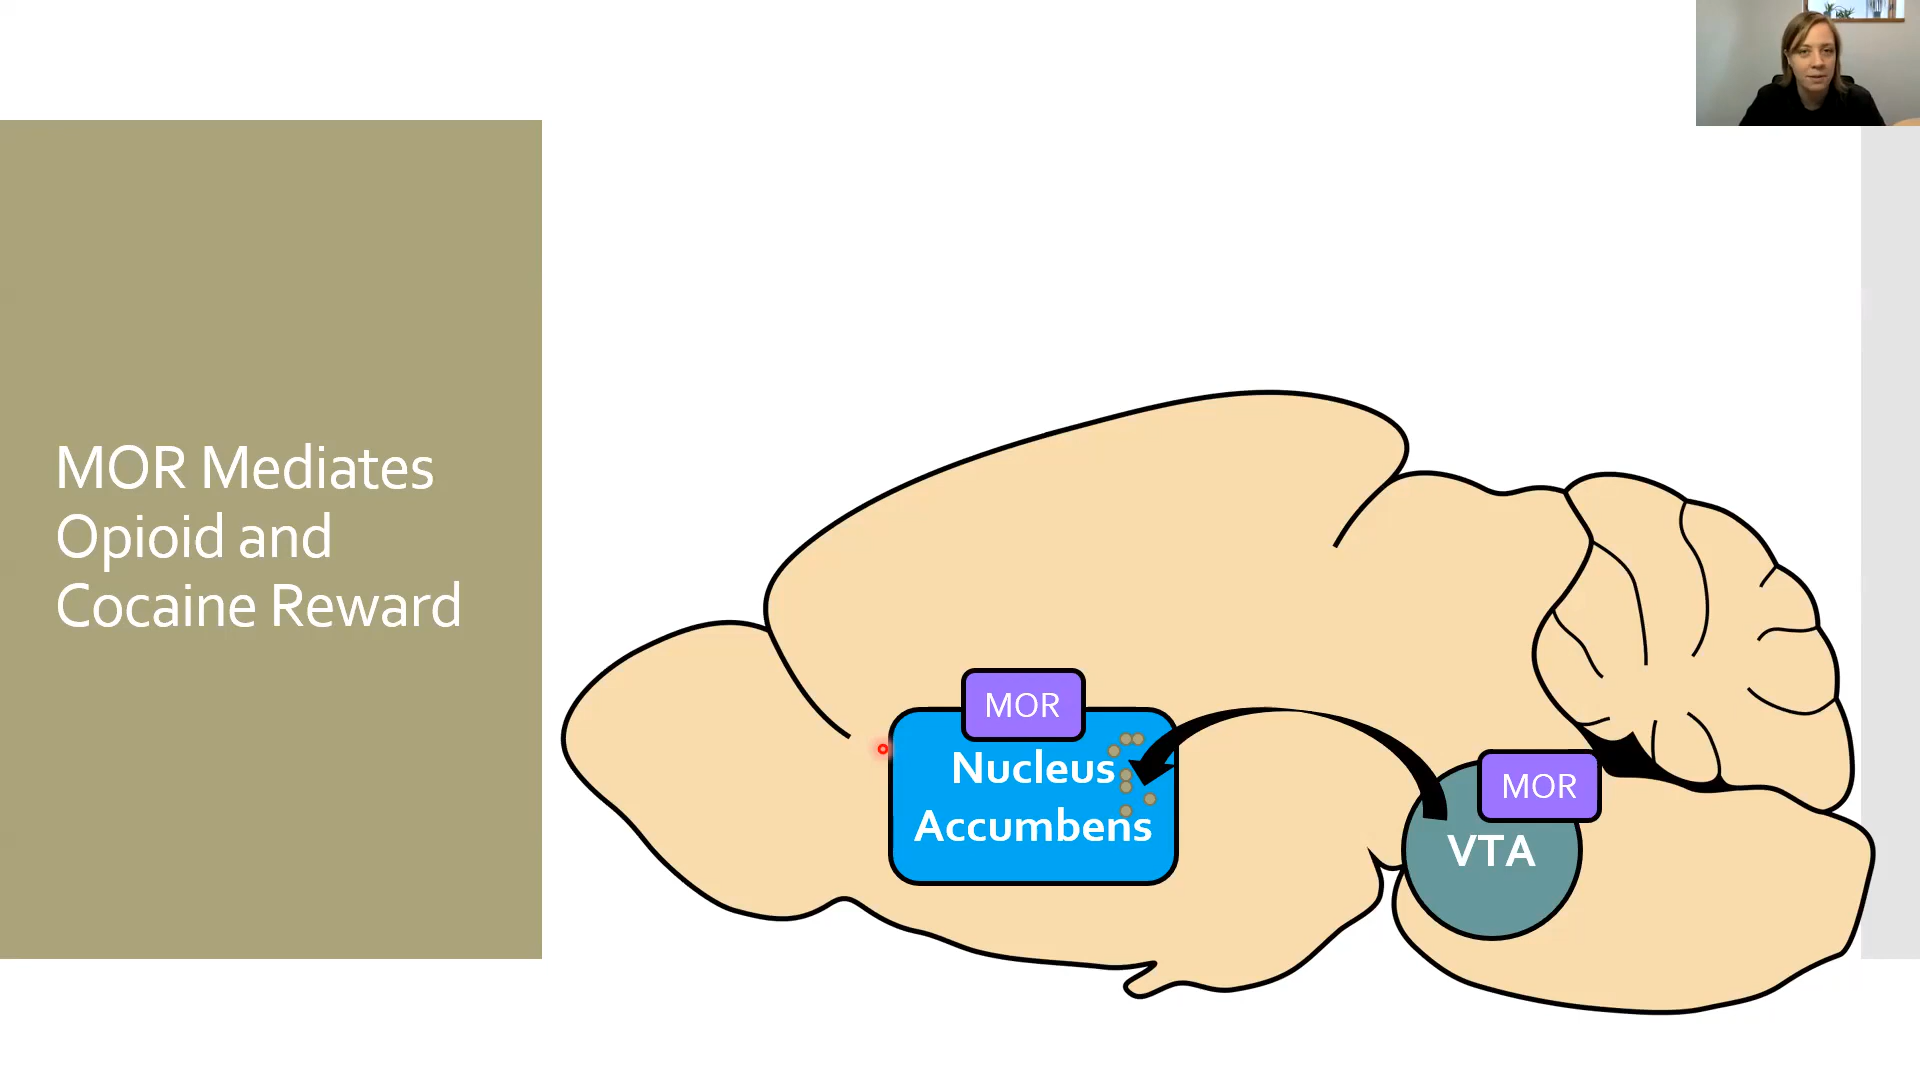 MOR Mediates
Opioid and
Cocaine Reward
MOR
Nucleus
Accumbens
MOR
VTA